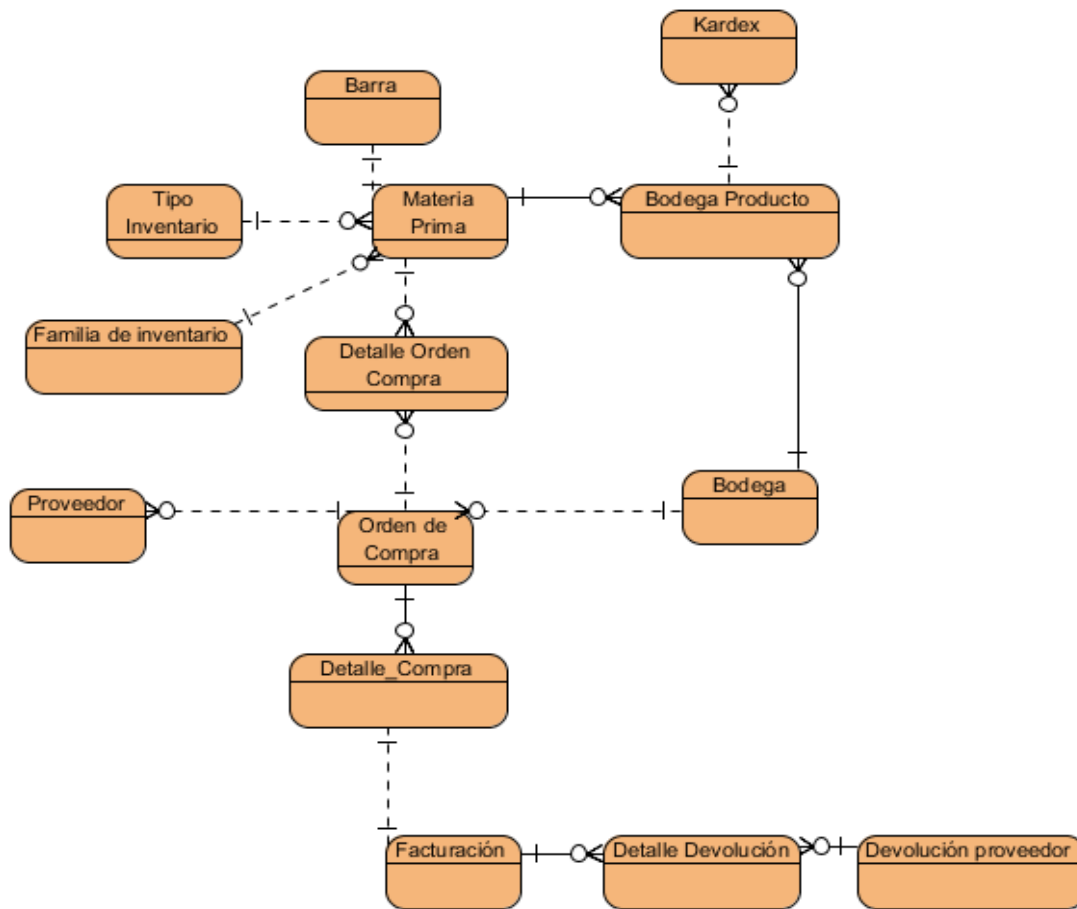 Kardex
Barra
Tipo
Inventario
Materia
Prima
Bodega Producto
Familia de inventario
Detalle Orden
Compra
Proveedor
Orden de
Compra
Bodega
Detalle_Compra
Facturación
Detalle Devolución
Devolución proveedor